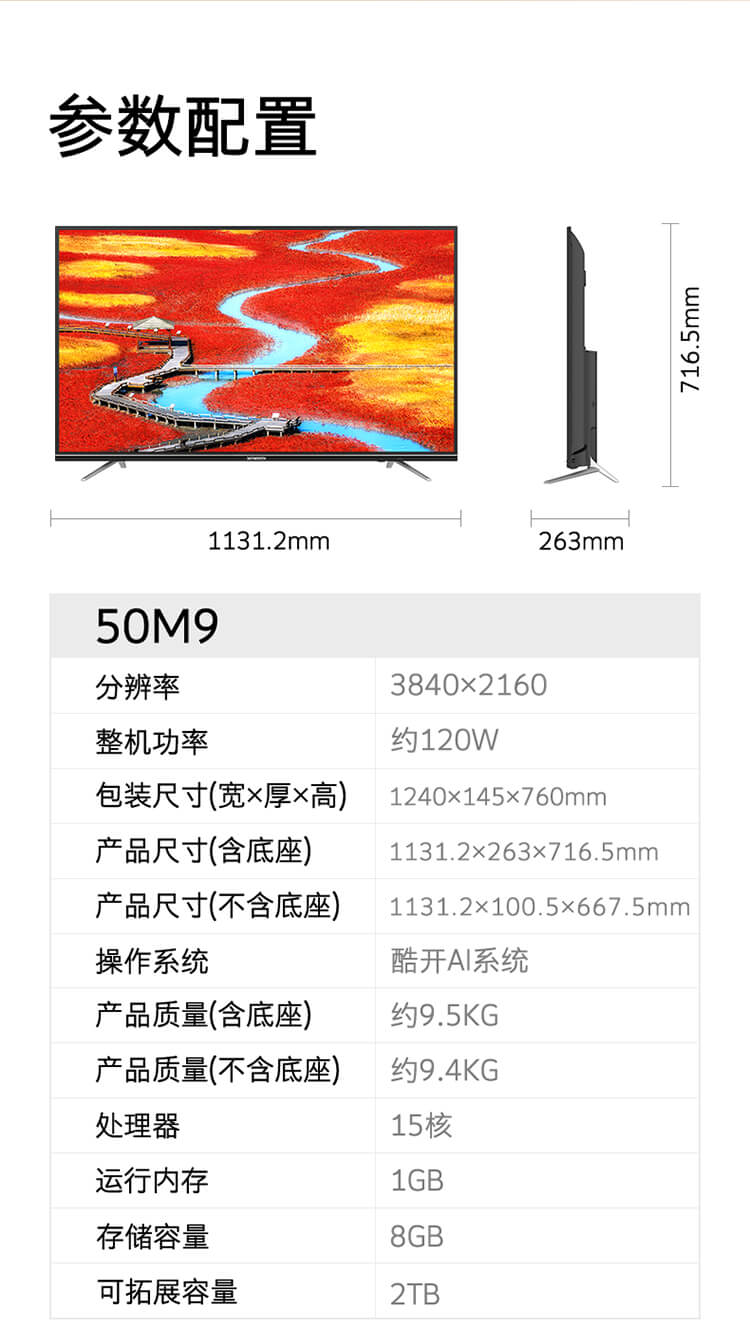 参数配置
716.5mm
1131.2mm
263mm
50M9
分辨率 3840×2160
整机功率 约120W
包装尺寸(宽×厚×高) 1240×145×760mm
产品尺寸(含底座) 1131.2×263×716.5mm
产品尺寸(不含底座) 1131.2×100.5×667.5mm
操作系统 酷开AI系统
产品质量(含底座) 约9.5KG
产品质量(不含底座) 约9.4KG
处理器 15核
运行内存 1GB
存储容量 8GB
可拓展容量 2TB